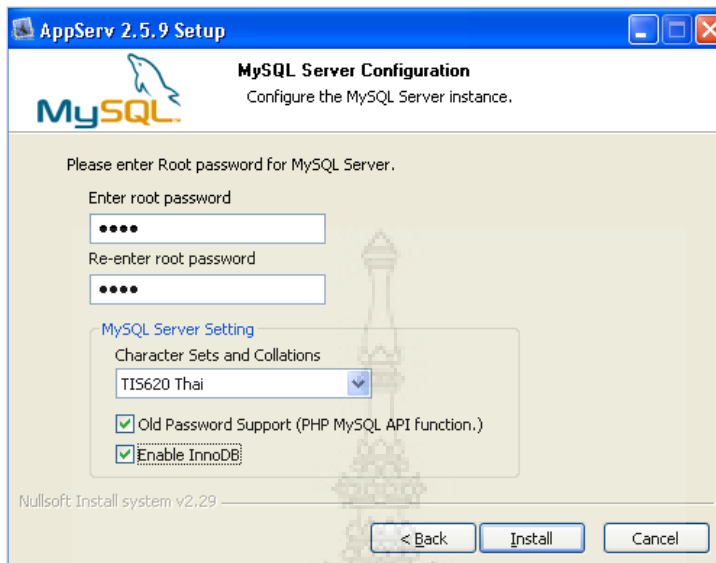 AppServ 2.5.9 Setup
MySQL Server Configuration
Configure the MySQL Server instance.
MySQL
Please enter Root password for MySQL Server.
Enter root password
••••
Re-enter root password
••••
MySQL Server Setting
Character Sets and Collations
TIS620 Thai
Old Password Support (PHP MySQL API function.)
Enable InnoDB
Nullsoft Install system v2.29
< Back Install Cancel